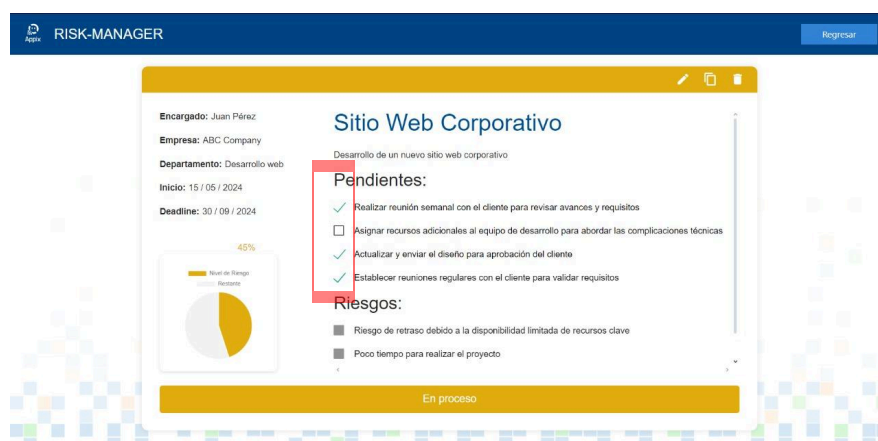 Appix
RISK-MANAGER
Regresar
Encargado: Juan Pérez
Empresa: ABC Company
Departamento: Desarrollo web
Inicio: 15 / 05 / 2024
Deadline: 30 / 09 / 2024
45%
Nivel de Riesgo
Restante
Sitio Web Corporativo
Desarrollo de un nuevo sitio web corporativo
Pendientes:
Realizar reunión semanal con el cliente para revisar avances y requisitos
Asignar recursos adicionales al equipo de desarrollo para abordar las complicaciones técnicas
Actualizar y enviar el diseño para aprobación del cliente
Establecer reuniones regulares con el cliente para validar requisitos
Riesgos:
Riesgo de retraso debido a la disponibilidad limitada de recursos clave
Poco tiempo para realizar el proyecto
En proceso